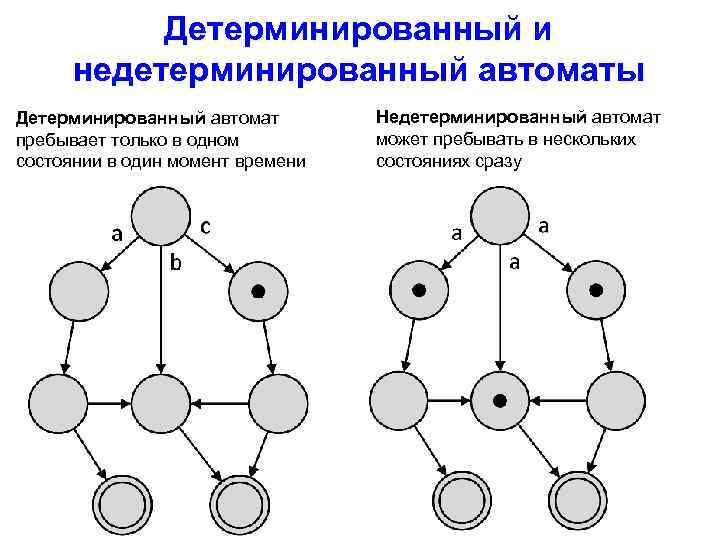 Детерминированный и
недетерминированный автоматы
Детерминированный автомат
пребывает только в одном
состоянии в один момент времени
Недетерминированный автомат
может пребывать в нескольких
состояниях сразу
a
c
b
a
a
a